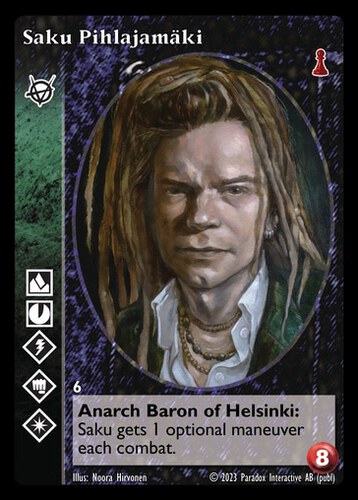 Saku Pihlajamäki
6
Anarch Baron of Helsinki:
Saku gets 1 optional maneuver
each combat.
8
Illus: Noora Hirvonen © 2023 Paradox Interactive AB (publ)